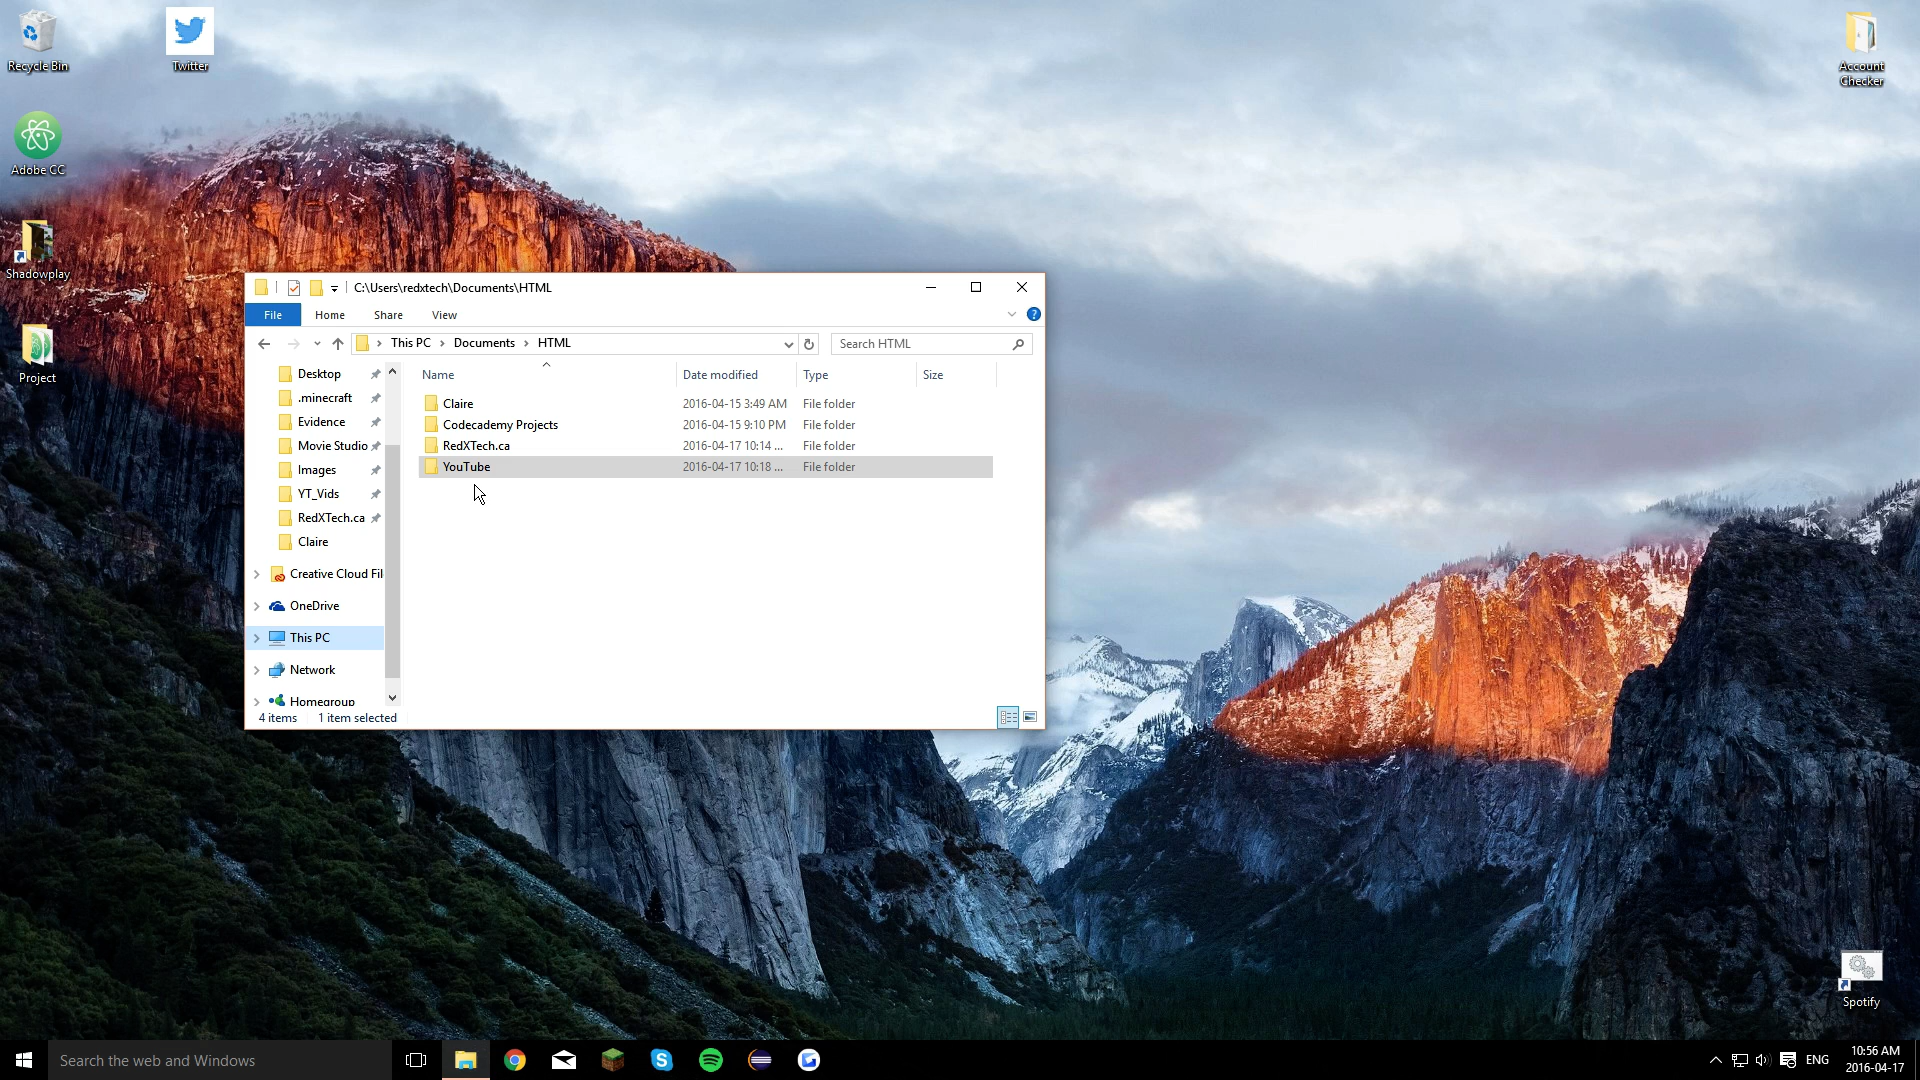 Recycle Bin
Twitter
Account
Checker
Adobe CC
Shadowplay
Project
C:\Users\redxtech\Documents\HTML
File Home Share View
This PC Documents HTML
Search HTML
Name Date modified Type Size
Desktop
.minecraft
Evidence
Movie Studio
Images
YT_Vids
RedXTech.ca
Claire
Creative Cloud Fil
OneDrive
This PC
Network
Homegroup
Claire 2016-04-15 3:49 AM File folder
Codecademy Projects 2016-04-15 9:10 PM File folder
RedXTech.ca 2016-04-17 10:14 ... File folder
YouTube 2016-04-17 10:18 ... File folder
4 items 1 item selected
Spotify
Search the web and Windows
ENG
10:56 AM
2016-04-17